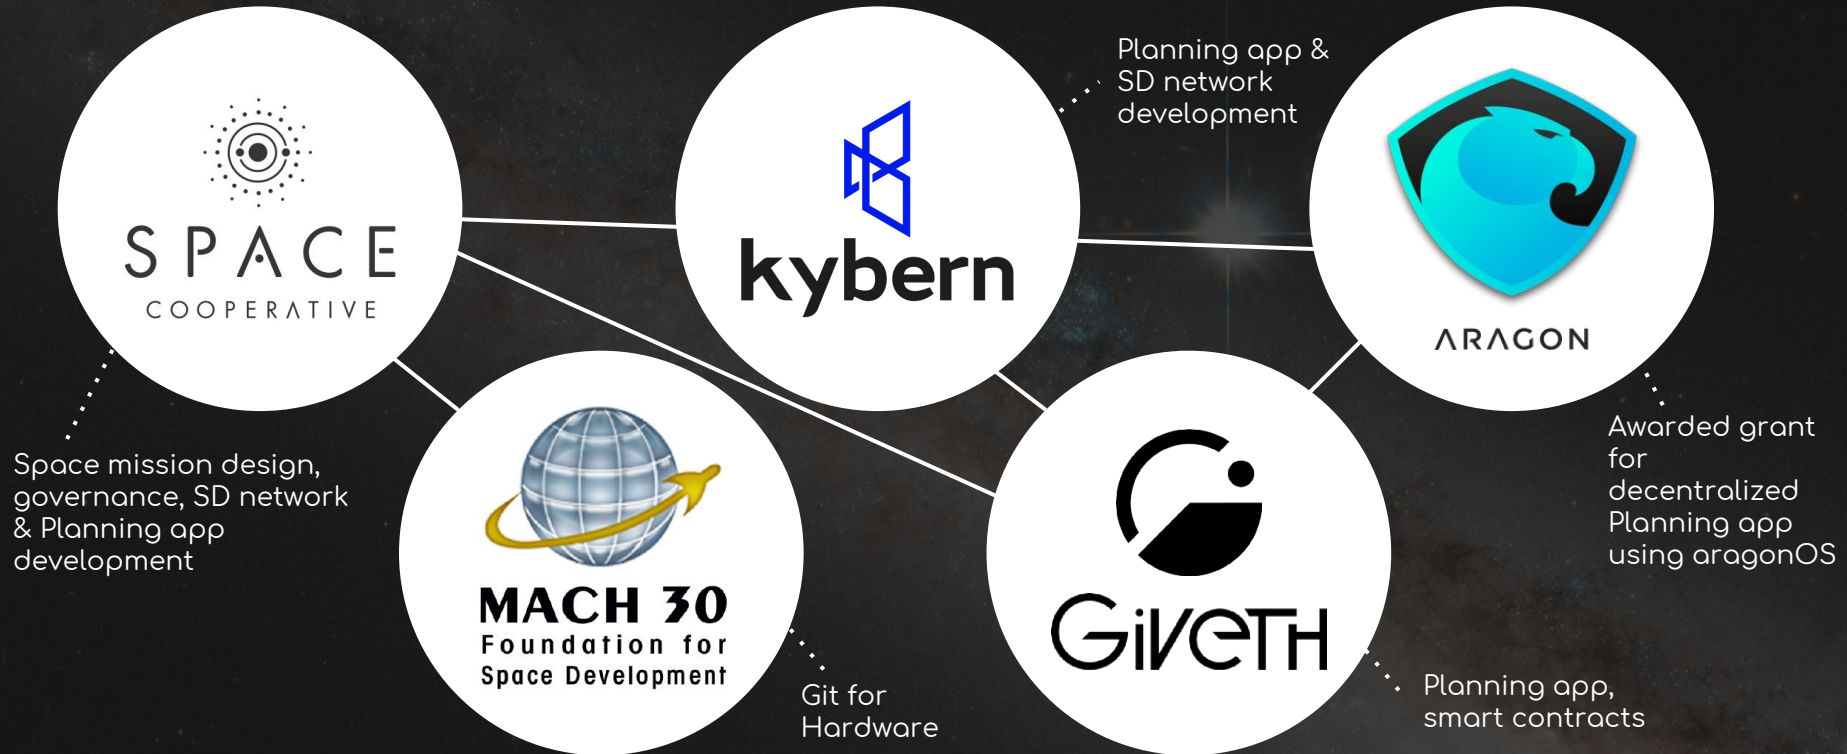 SPACE
COOPERATIVE
Space mission design,
governance, SD network
& Planning app
development
MACH 30
Foundation for
Space Development
Git for
Hardware
kybern
Planning app &
SD network
development
GiVeTH
Planning app,
smart contracts
ARAGON
Awarded grant
for
decentralized
Planning app
using aragonOS